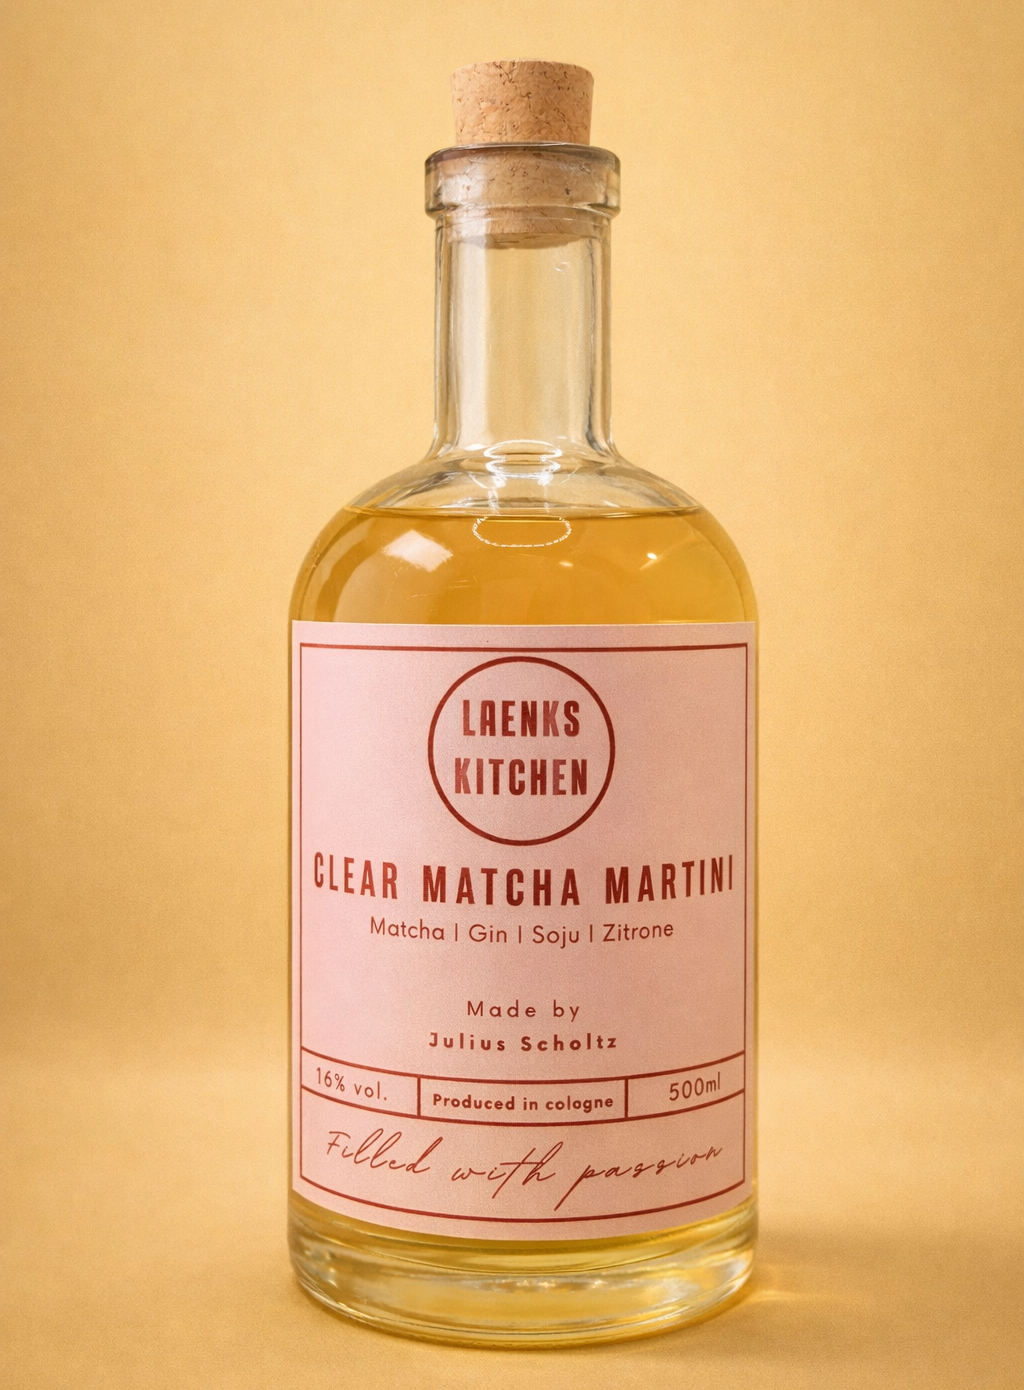 LAENKS
KITCHEN
CLEAR MATCHA MARTINI
Matcha | Gin | Soju | Zitrone
Made by
Julius Scholtz
16% vol.
Produced in cologne
500ml
Filled with passion